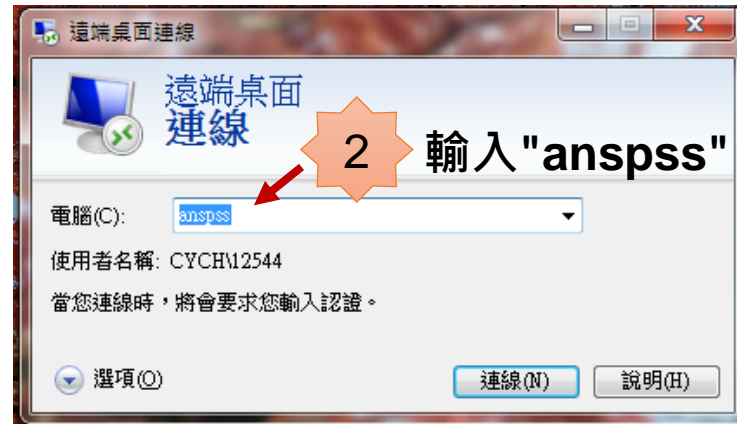 遠端桌面連線
遠端桌面
連線
2 輸入"anspss"
電腦(C): anspss
使用者名稱: CYCH\12544
當您連線時，將會要求您輸入認證。
選項(O) 連線(N) 說明(H)